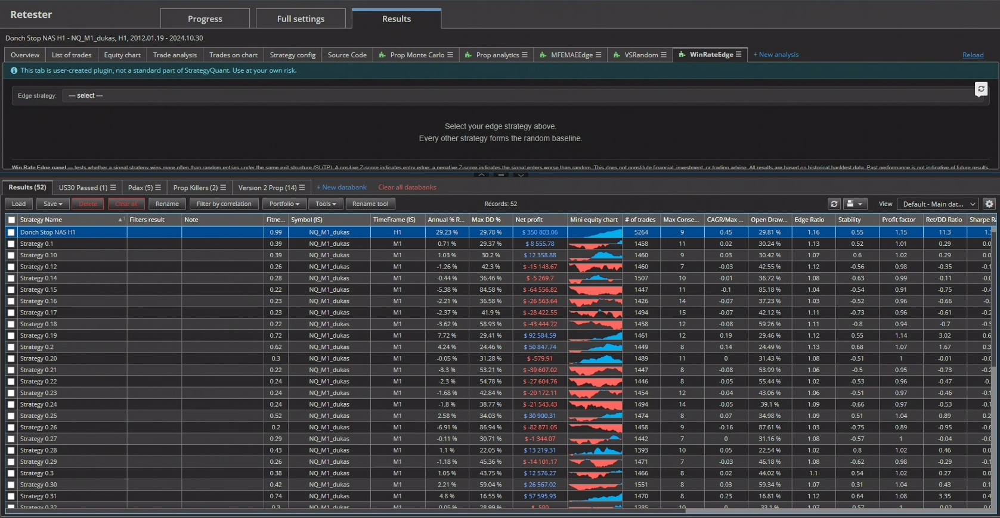 Retester
Progress
Full settings
Results
Donch Stop NAS H1 - NQ_M1_dukas, H1, 2012.01.19 - 2024.10.30
Overview
List of trades
Equity chart
Trade analysis
Trades on chart
Strategy config
Source Code
Prop Monte Carlo
Prop analytics
MFEMAEEdge
VSRandom
WinRateEdge
+ New analysis
Reload
This tab is user-created plugin, not a standard part of StrategyQuant. Use at your own risk.
Edge strategy: — select —
Select your edge strategy above.
Every other strategy forms the random baseline.
Win Rate Edge panel — tests whether a signal strategy wins more often than random entries under the same exit structure (SL/TP). A positive Z-score indicates entry edge; a negative Z-score indicates the signal enters worse than random. This does not constitute financial, investment, or trading advice. All results are based on historical backtest data. Past performance is not indicative of future results
Results (52)
US30 Passed (1)
Pdax (5)
Prop Killers (2)
Version 2 Prop (14)
+ New databank
Clear all databanks
Load
Save
Delete
Clear all
Rename
Filter by correlation
Portfolio
Tools
Rename tool
Records: 52
View
Default - Main dat...
Strategy Name 1 Filters result Note Fitne... Symbol (IS) TimeFrame (IS) Annual % R... Max DD % Net profit Mini equity chart # of trades Max Conse... CAGR/Max ... Open Draw... Edge Ratio Stability Profit factor Ret/DD Ratio Sharpe Ra
Donch Stop NAS H1 0.99 NQ_M1_dukas H1 29.23 % 29.78 % $ 350 803.06 5264 9 0.45 29.81 % 1.16 0.55 1.15 11.3 1.
Strategy 0.1 0.39 NQ_M1_dukas M1 0.71 % 29.37 % $ 8 555.78 1458 11 0.02 30.24 % 1.13 0.52 1.01 0.29 0.0
Strategy 0.10 0.39 NQ_M1_dukas M1 1.03 % 30.2 % $ 12 358.88 1460 9 0.03 30.42 % 1.07 0.6 1.02 0.29 0.0
Strategy 0.12 0.26 NQ_M1_dukas M1 -1.26 % 42.3 % $ -15 143.67 1460 7 -0.03 42.55 % 1.12 -0.56 0.98 -0.35 -0.1
Strategy 0.14 0.28 NQ_M1_dukas M1 -0.44 % 36.46 % $ -5 269.7 1507 10 -0.01 36.72 % 1.08 -0.63 0.99 -0.11 -0.0
Strategy 0.15 0.22 NQ_M1_dukas M1 -5.38 % 84.58 % $ -64 556.82 1447 11 -0.1 85.18 % 1.04 -0.54 0.91 -0.75 -0.4
Strategy 0.16 0.23 NQ_M1_dukas M1 -2.21 % 36.58 % $ -26 563.64 1426 14 -0.07 37.23 % 1.03 -0.52 0.96 -0.66 -0.
Strategy 0.17 0.23 NQ_M1_dukas M1 -2.37 % 41.9 % $ -28 422.55 1494 15 -0.07 42.12 % 1.11 -0.73 0.96 -0.61 -0.2
Strategy 0.18 0.22 NQ_M1_dukas M1 -3.62 % 58.93 % $ -43 444.72 1458 12 -0.08 59.26 % 1.11 -0.8 0.94 -0.7 -0.3
Strategy 0.19 0.72 NQ_M1_dukas M1 7.72 % 29.41 % $ 92 584.59 1461 12 0.19 29.46 % 1.12 0.55 1.14 3.02 0.6
Strategy 0.2 0.62 NQ_M1_dukas M1 4.24 % 24.46 % $ 50 847.74 1449 8 0.14 24.49 % 1.13 0.68 1.07 1.67 0.3
Strategy 0.20 0.3 NQ_M1_dukas M1 -0.05 % 31.28 % $ -579.91 1489 11 0 31.43 % 1.08 -0.51 1 -0.01 -0.0
Strategy 0.21 0.22 NQ_M1_dukas M1 -3.3 % 53.21 % $ -39 607.02 1447 8 -0.08 53.99 % 1.06 -0.5 0.95 -0.73 -0.2
Strategy 0.22 0.24 NQ_M1_dukas M1 -2.3 % 54.78 % $ -27 604.76 1446 8 -0.05 55.44 % 1.02 -0.53 0.96 -0.47 -0.
Strategy 0.23 0.24 NQ_M1_dukas M1 -1.68 % 42.84 % $ -20 172.11 1454 12 -0.04 43.06 % 1.06 -0.51 0.97 -0.46 -0.1
Strategy 0.24 0.24 NQ_M1_dukas M1 -1.8 % 38.77 % $ -21 543.43 1494 14 -0.05 39.1 % 1.09 -0.66 0.97 -0.53 -0.1
Strategy 0.25 0.52 NQ_M1_dukas M1 2.58 % 34.03 % $ 30 900.31 1474 8 0.07 34.98 % 1.09 0.51 1.04 0.89 0.2
Strategy 0.26 0.2 NQ_M1_dukas M1 -6.91 % 86.94 % $ -82 871.05 1458 9 -0.16 87.61 % 1.03 -0.75 0.89 -0.95 -0.6
Strategy 0.27 0.29 NQ_M1_dukas M1 -0.11 % 30.71 % $ -1 344.07 1442 7 0 31.16 % 1.08 -0.57 1 -0.04 -0.0
Strategy 0.28 0.43 NQ_M1_dukas M1 1.1 % 22.05 % $ 13 219.31 1393 10 0.05 22.54 % 1.02 0.8 1.02 0.46 0.0
Strategy 0.29 0.26 NQ_M1_dukas M1 -1.18 % 45.36 % $ -14 101.17 1471 7 -0.03 46.18 % 1.08 -0.62 0.98 -0.29 -0.1
Strategy 0.3 0.38 NQ_M1_dukas M1 1.05 % 43.75 % $ 12 576.27 1466 8 0.02 44.02 % 1.1 0.54 1.02 0.27 0.0
Strategy 0.30 0.42 NQ_M1_dukas M1 2.21 % 59.04 % $ 26 567.02 1551 8 0.03 59.34 % 1.07 0.31 1.04 0.43 0.1
Strategy 0.31 0.74 NQ_M1_dukas M1 4.8 % 16.55 % $ 57 595.93 1470 8 0.23 16.81 % 1.12 0.64 1.08 3.35 0.4
Strategy 0.32 0.3 NQ_M1_dukas M1 0.05 % 28.99 % $ 580 1385 10 0 33.1 % 1.07 0.57 1 0.02 0.0